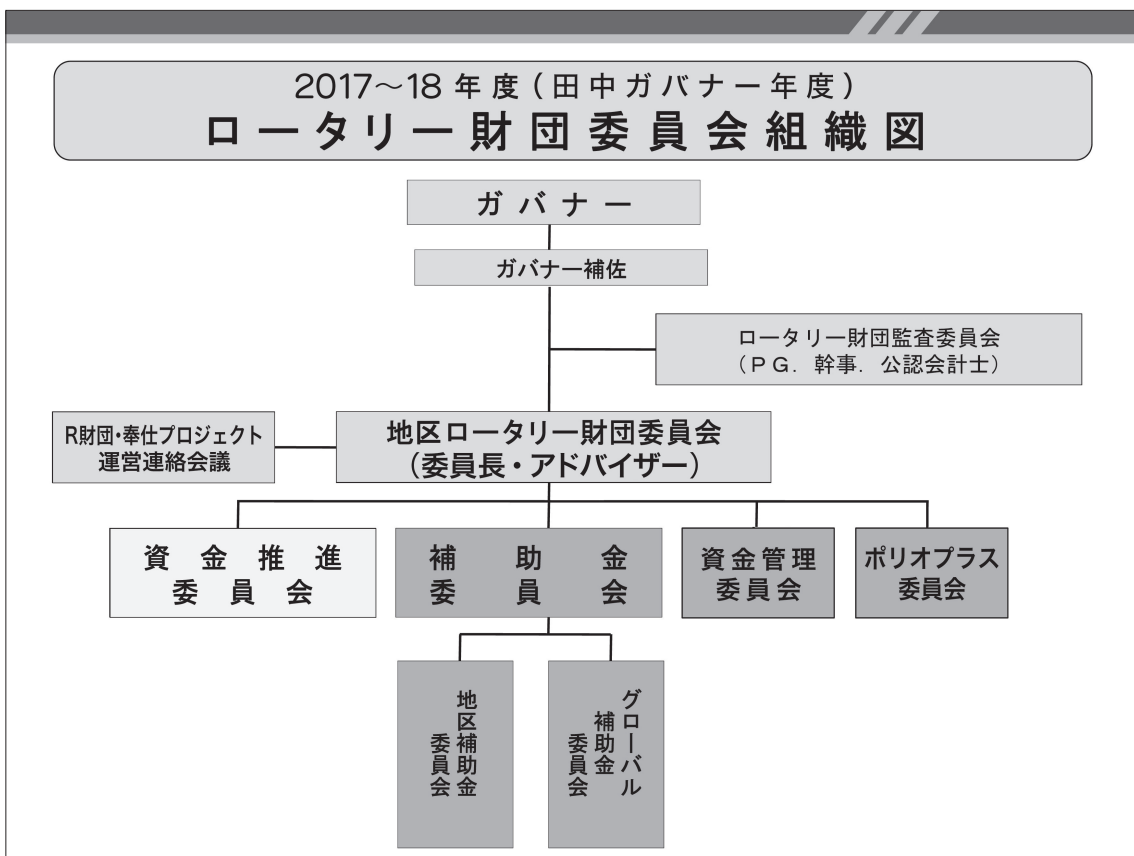 2017〜18年度(田中ガバナー年度)
ロータリー財団委員会組織図
ガバナー
ガバナー補佐
ロータリー財団監査委員会
(PG. 幹事. 公認会計士)
R財団・奉仕プロジェクト
運営連絡会議
地区ロータリー財団委員会
(委員長・アドバイザー)
資金推進
委員会
補助金
委員会
資金管理
委員会
ポリオプラス
委員会
地区補助金
委員会
グローバル
補助金
委員会